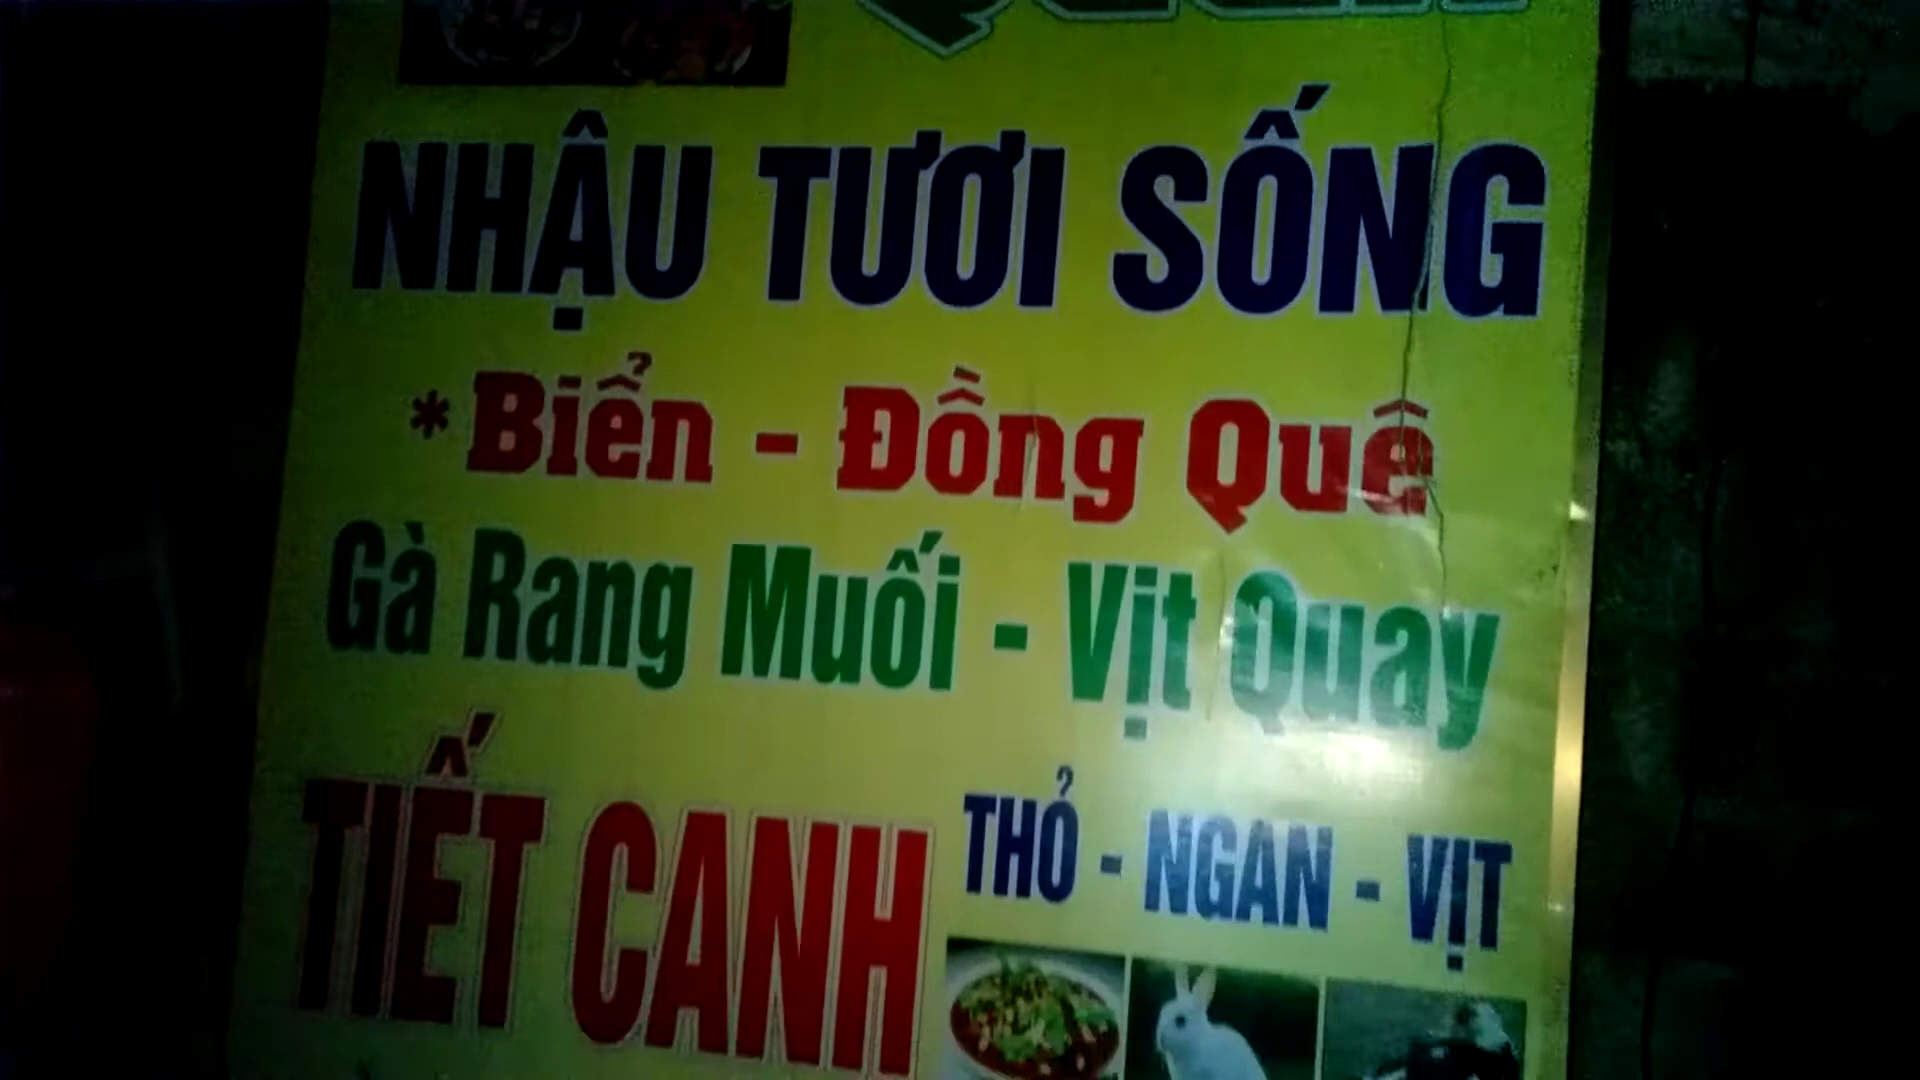 NHẬU TƯƠI SỐNG
* Biển - Đồng Quê
Gà Rang Muối - Vịt Quay
TIẾT CANH
THỎ - NGAN - VỊT